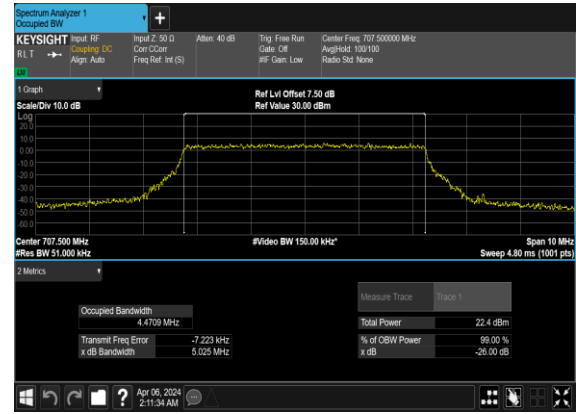 Spectrum Analyzer 1
Occupied BW
+
KEYSIGHT Input: RF Input Z: 50 Ω Atten: 40 dB Trig: Free Run Center Freq: 707.500000 MHz
RLT Coupling: DC Corr CCorr Gate: Off Avg|Hold: 100/100
Align: Auto Freq Ref: Int (S) #IF Gain: Low Radio Std: None
LW
1 Graph Ref Lvl Offset 7.50 dB
Scale/Div 10.0 dB Ref Value 30.00 dBm
Log
20.0
10.0
0.00
-10.0
-20.0
-30.0
-40.0
-50.0
-60.0
Center 707.500 MHz #Video BW 150.00 kHz* Span 10 MHz
#Res BW 51.000 kHz Sweep 4.80 ms (1001 pts)
2 Metrics
Measure Trace Trace 1
Occupied Bandwidth
4.4709 MHz Total Power 22.4 dBm
Transmit Freq Error -7.223 kHz % of OBW Power 99.00 %
x dB Bandwidth 5.025 MHz x dB -26.00 dB
? Apr 06, 2024
2:11:34 AM